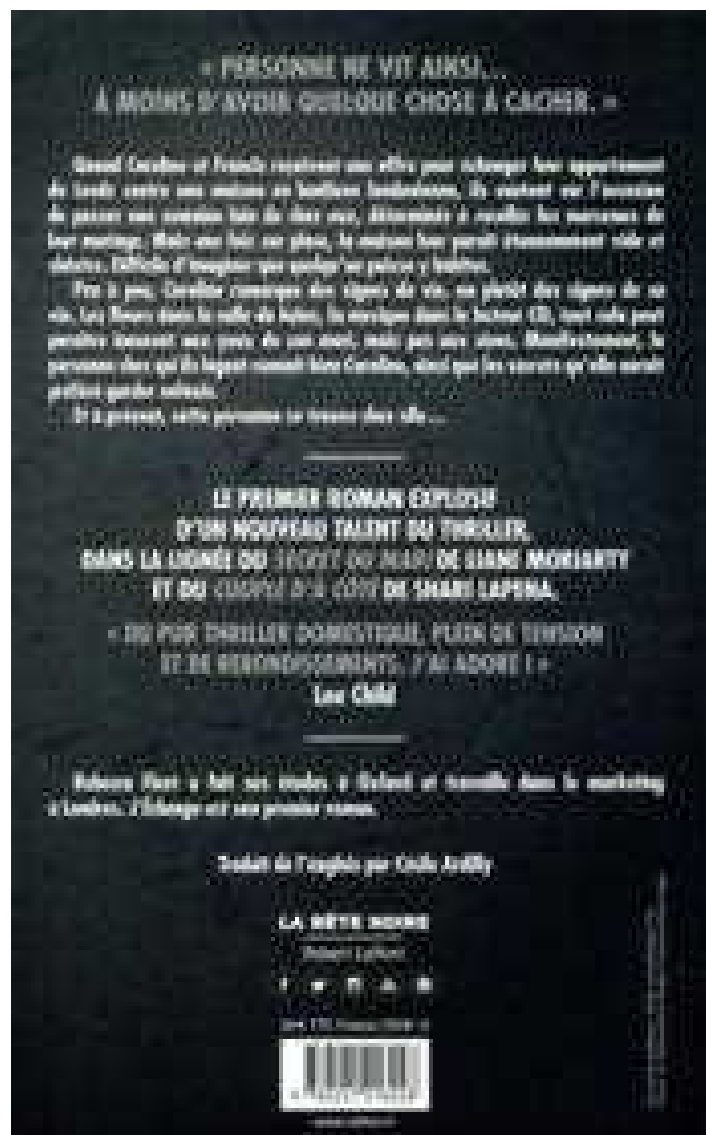 « PERSONNE NE VIT AINSI...
À MOINS D'AVOIR QUELQUE CHOSE À CACHER. »
Quand Caroline et Francis reçoivent une offre pour échanger leur appartement
de Leeds contre une maison en banlieue londonienne, ils sautent sur l'occasion
de passer une semaine loin de chez eux, déterminés à recoller les morceaux de
leur mariage. Mais une fois sur place, la maison leur paraît étonnamment vide et
sinistre. Difficile d'imaginer que quelqu'un puisse y habiter.
Peu à peu, Caroline remarque des signes de vie, ou plutôt des signes de sa
vie. Les fleurs dans la salle de bains, la musique dans le lecteur CD, tout cela peut
paraître innocent aux yeux de son mari, mais pas aux siens. Manifestement, la
personne chez qui ils logent connaît bien Caroline, ainsi que les secrets qu'elle aurait
préféré garder enfouis.
Et à présent, cette personne se trouve chez elle...
LE PREMIER ROMAN EXPLOSIF
D'UN NOUVEAU TALENT DU THRILLER,
DANS LA LIGNÉE DU SECRET DU MARI DE LIANE MORIARTY
ET DU COUPLE D'À CÔTÉ DE SHARI LAPENA.
« DU PUR THRILLER DOMESTIQUE, PLEIN DE TENSION
ET DE REBONDISSEMENTS. J'AI ADORÉ ! »
Lee Child
Rebecca Fleet a fait ses études à Oxford et travaille dans le marketing
à Londres. L'Échange est son premier roman.
Traduit de l'anglais par Cécile Ardilly
LA BÊTE NOIRE
Robert Laffont